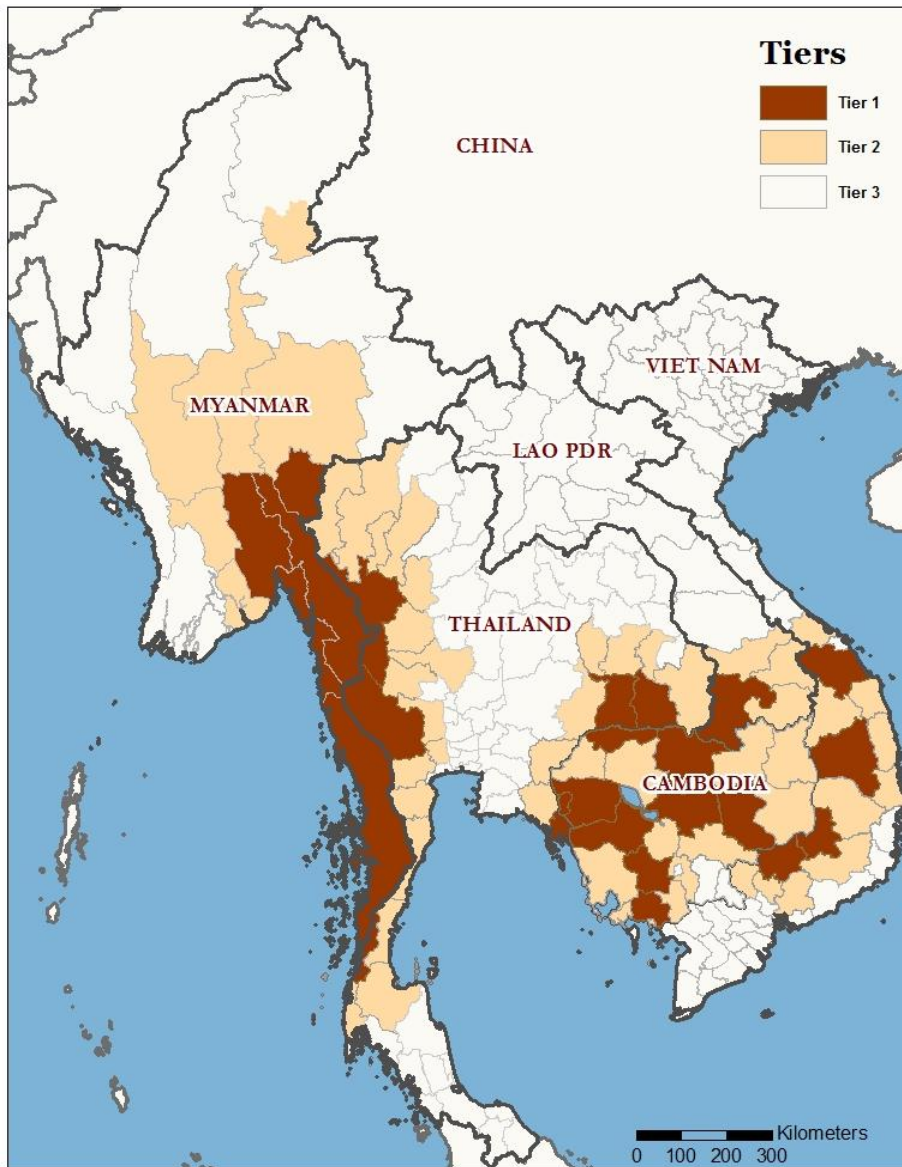 Tiers
Tier 1
Tier 2
Tier 3
CHINA
VIET NAM
MYANMAR
LAO PDR
THAILAND
CAMBODIA
Kilometers
0 100 200 300